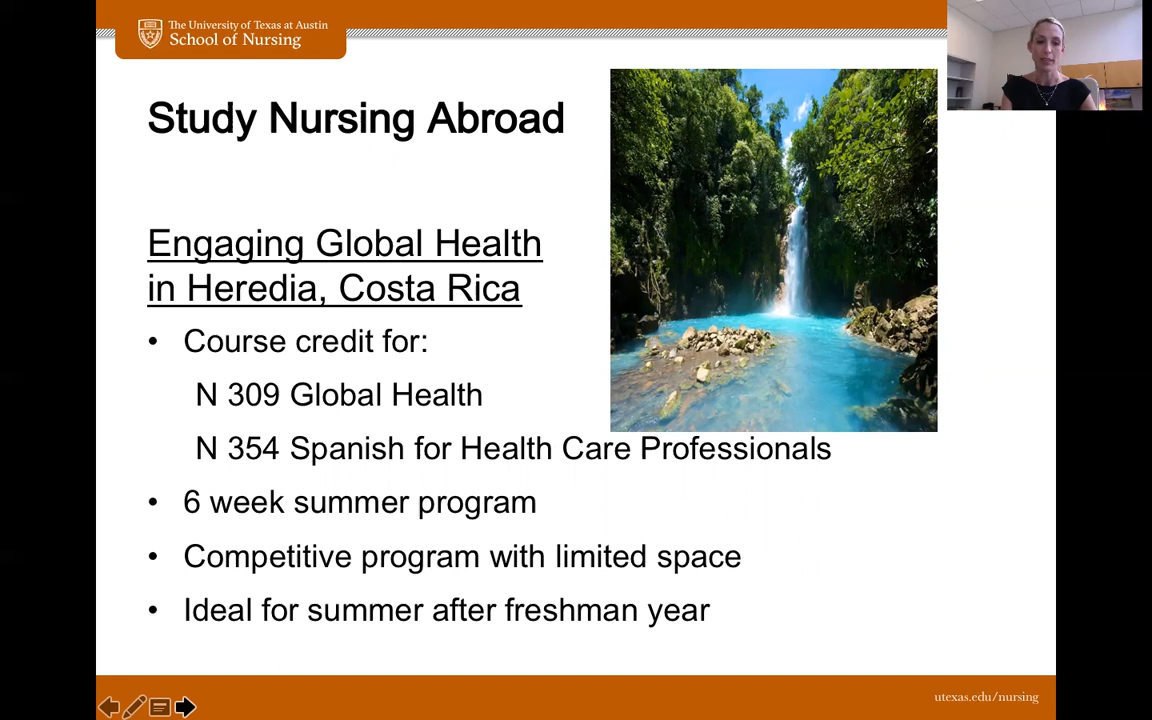 The University of Texas at Austin
School of Nursing
Study Nursing Abroad
Engaging Global Health
in Heredia, Costa Rica
• Course credit for:
N 309 Global Health
N 354 Spanish for Health Care Professionals
• 6 week summer program
• Competitive program with limited space
• Ideal for summer after freshman year
utexas.edu/nursing